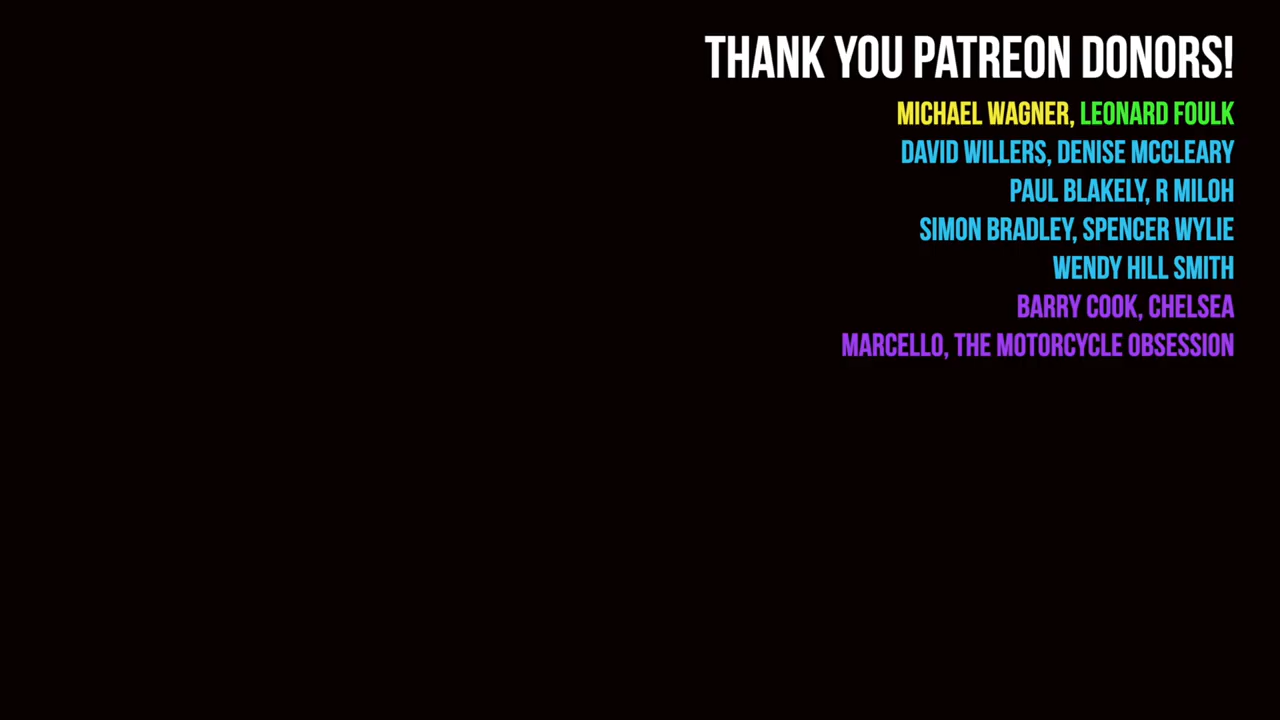 THANK YOU PATREON DONORS!
MICHAEL WAGNER, LEONARD FOULK
DAVID WILLERS, DENISE MCCLEARY
PAUL BLAKELY, R MILOH
SIMON BRADLEY, SPENCER WYLIE
WENDY HILL SMITH
BARRY COOK, CHELSEA
MARCELLO, THE MOTORCYCLE OBSESSION